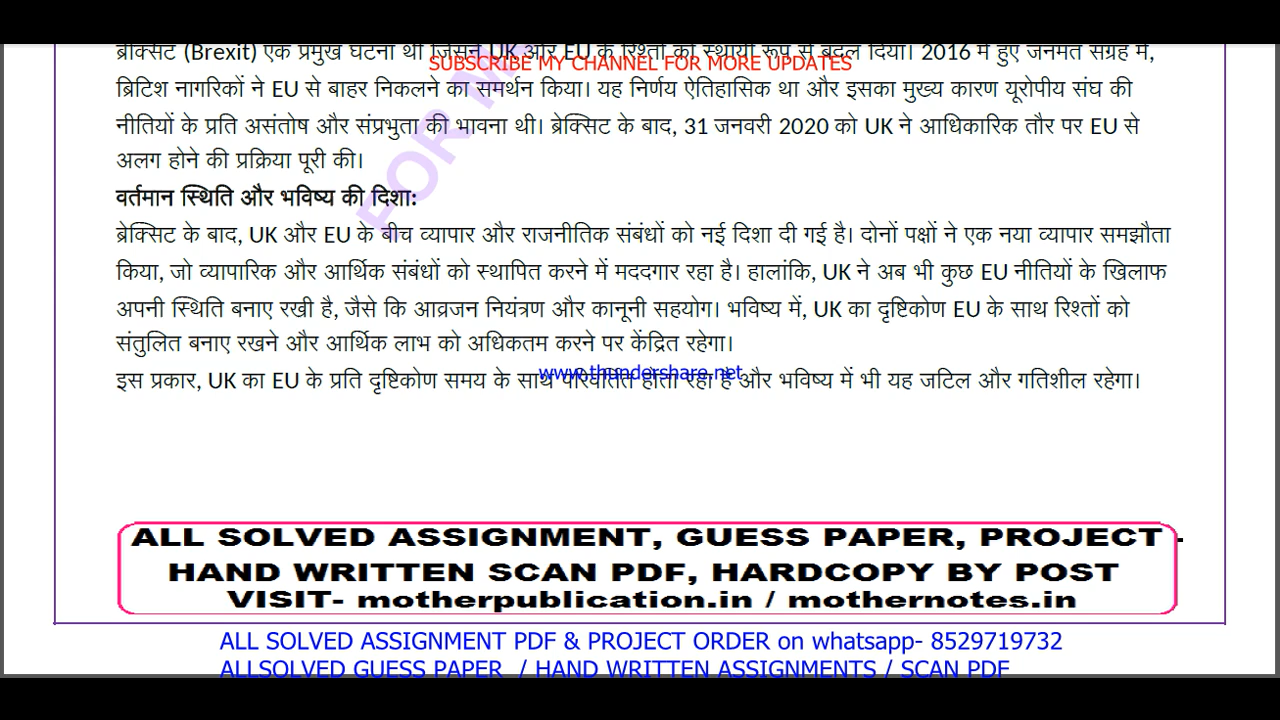 ब्रेक्सिट (Brexit) एक प्रमुख घटना थी जिसने UK और EU के रिश्तों को स्थायी रूप से बदल दिया। 2016 में हुए जनमत संग्रह में,
SUBSCRIBE MY CHANNEL FOR MORE UPDATES
ब्रिटिश नागरिकों ने EU से बाहर निकलने का समर्थन किया। यह निर्णय ऐतिहासिक था और इसका मुख्य कारण यूरोपीय संघ की
नीतियों के प्रति असंतोष और संप्रभुता की भावना थी। ब्रेक्सिट के बाद, 31 जनवरी 2020 को UK ने आधिकारिक तौर पर EU से
अलग होने की प्रक्रिया पूरी की।
FOR
वर्तमान स्थिति और भविष्य की दिशा:
ब्रेक्सिट के बाद, UK और EU के बीच व्यापार और राजनीतिक संबंधों को नई दिशा दी गई है। दोनों पक्षों ने एक नया व्यापार समझौता
किया, जो व्यापारिक और आर्थिक संबंधों को स्थापित करने में मददगार रहा है। हालांकि, UK ने अब भी कुछ EU नीतियों के खिलाफ
अपनी स्थिति बनाए रखी है, जैसे कि आव्रजन नियंत्रण और कानूनी सहयोग। भविष्य में, UK का दृष्टिकोण EU के साथ रिश्तों को
संतुलित बनाए रखने और आर्थिक लाभ को अधिकतम करने पर केंद्रित रहेगा।
www.thundershare.net
इस प्रकार, UK का EU के प्रति दृष्टिकोण समय के साथ परिवर्तित होता रहा है और भविष्य में भी यह जटिल और गतिशील रहेगा।
ALL SOLVED ASSIGNMENT, GUESS PAPER, PROJECT -
HAND WRITTEN SCAN PDF, HARDCOPY BY POST
VISIT- motherpublication.in / mothernotes.in
ALL SOLVED ASSIGNMENT PDF & PROJECT ORDER on whatsapp- 8529719732
ALLSOLVED GUESS PAPER / HAND WRITTEN ASSIGNMENTS / SCAN PDF